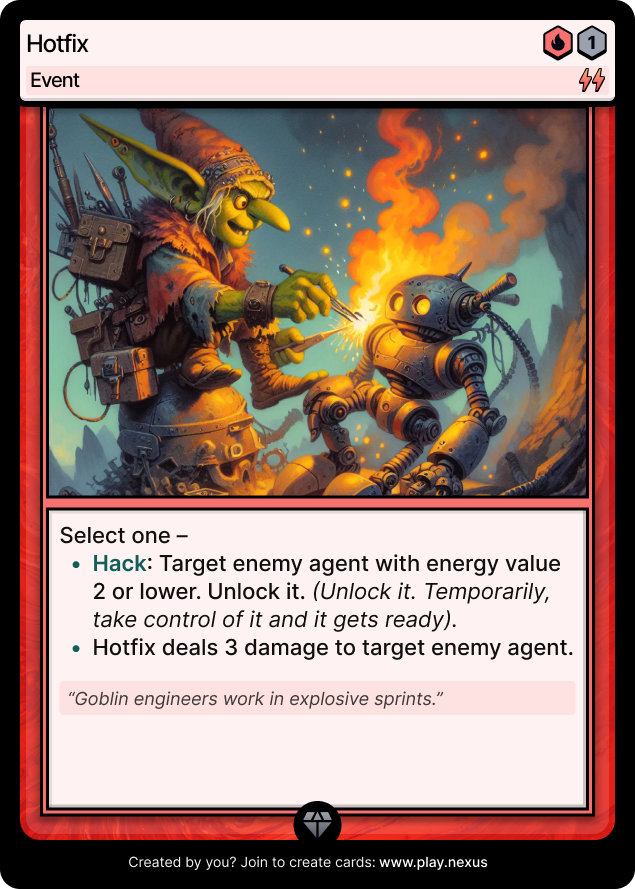 Hotfix
1
Event
Select one –
• Hack: Target enemy agent with energy value
2 or lower. Unlock it. (Unlock it. Temporarily,
take control of it and it gets ready).
• Hotfix deals 3 damage to target enemy agent.
“Goblin engineers work in explosive sprints.”
Created by you? Join to create cards: www.play.nexus